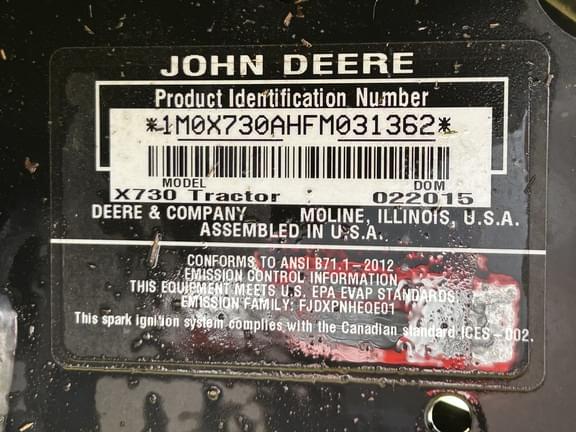 JOHN DEERE
Product Identification Number
*1M0X730AHFM031362*
MODEL DOM
X730 Tractor 022015
DEERE & COMPANY MOLINE, ILLINOIS, U.S.A.
ASSEMBLED IN U.S.A.
CONFORMS TO ANSI B71.1-2012
EMISSION CONTROL INFORMATION
THIS EQUIPMENT MEETS U.S. EPA EVAP STANDARDS
EMISSION FAMILY: FJDXPNHEQE01
This spark ignition system complies with the Canadian standard ICES-002.